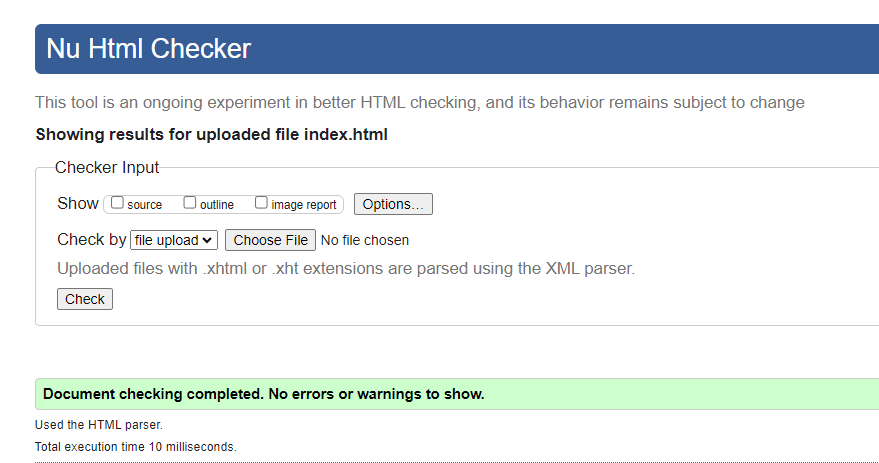 Nu Html Checker
This tool is an ongoing experiment in better HTML checking, and its behavior remains subject to change
Showing results for uploaded file index.html
Checker Input
Show source outline image report Options...
Check by file upload Choose File No file chosen
Uploaded files with .xhtml or .xht extensions are parsed using the XML parser.
Check
Document checking completed. No errors or warnings to show.
Used the HTML parser.
Total execution time 10 milliseconds.